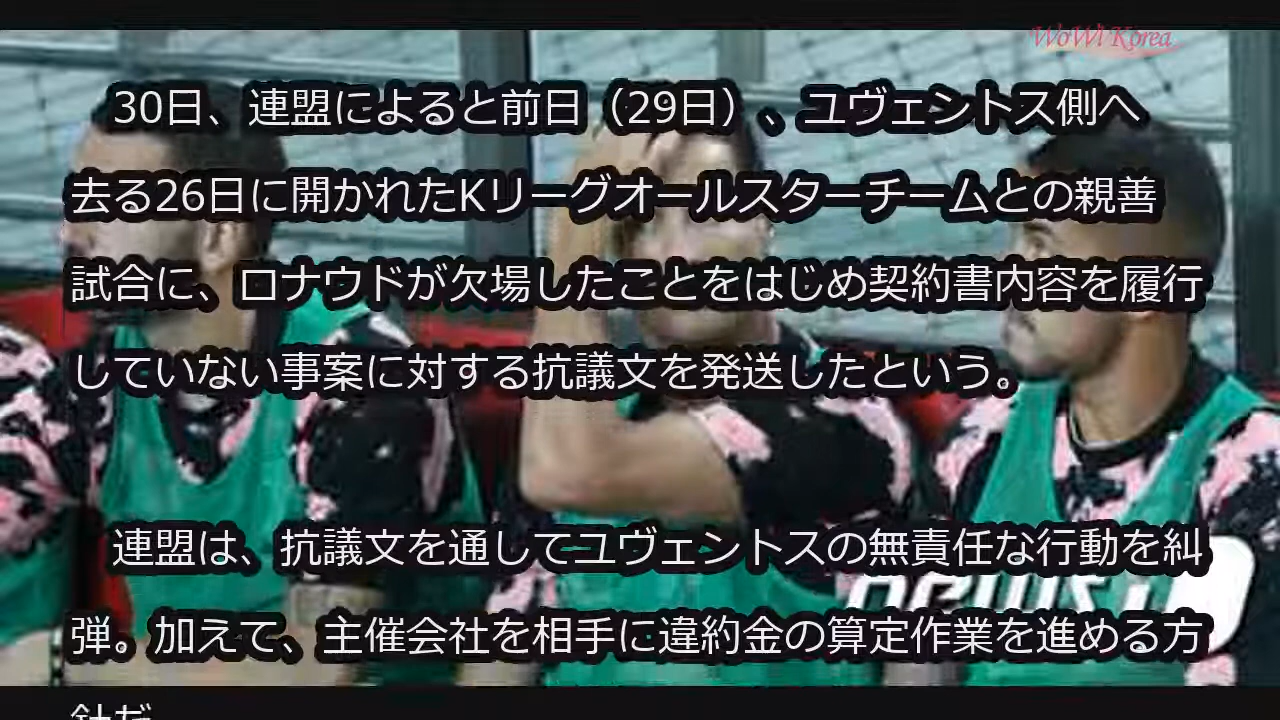 WoW!Korea
30日、連盟によると前日（29日）、ユヴェントス側へ
去る26日に開かれたKリーグオールスターチームとの親善
試合に、ロナウドが欠場したことをはじめ契約書内容を履行
していない事案に対する抗議文を発送したという。
連盟は、抗議文を通してユヴェントスの無責任な行動を糾
弾。加えて、主催会社を相手に違約金の算定作業を進める方
針だ